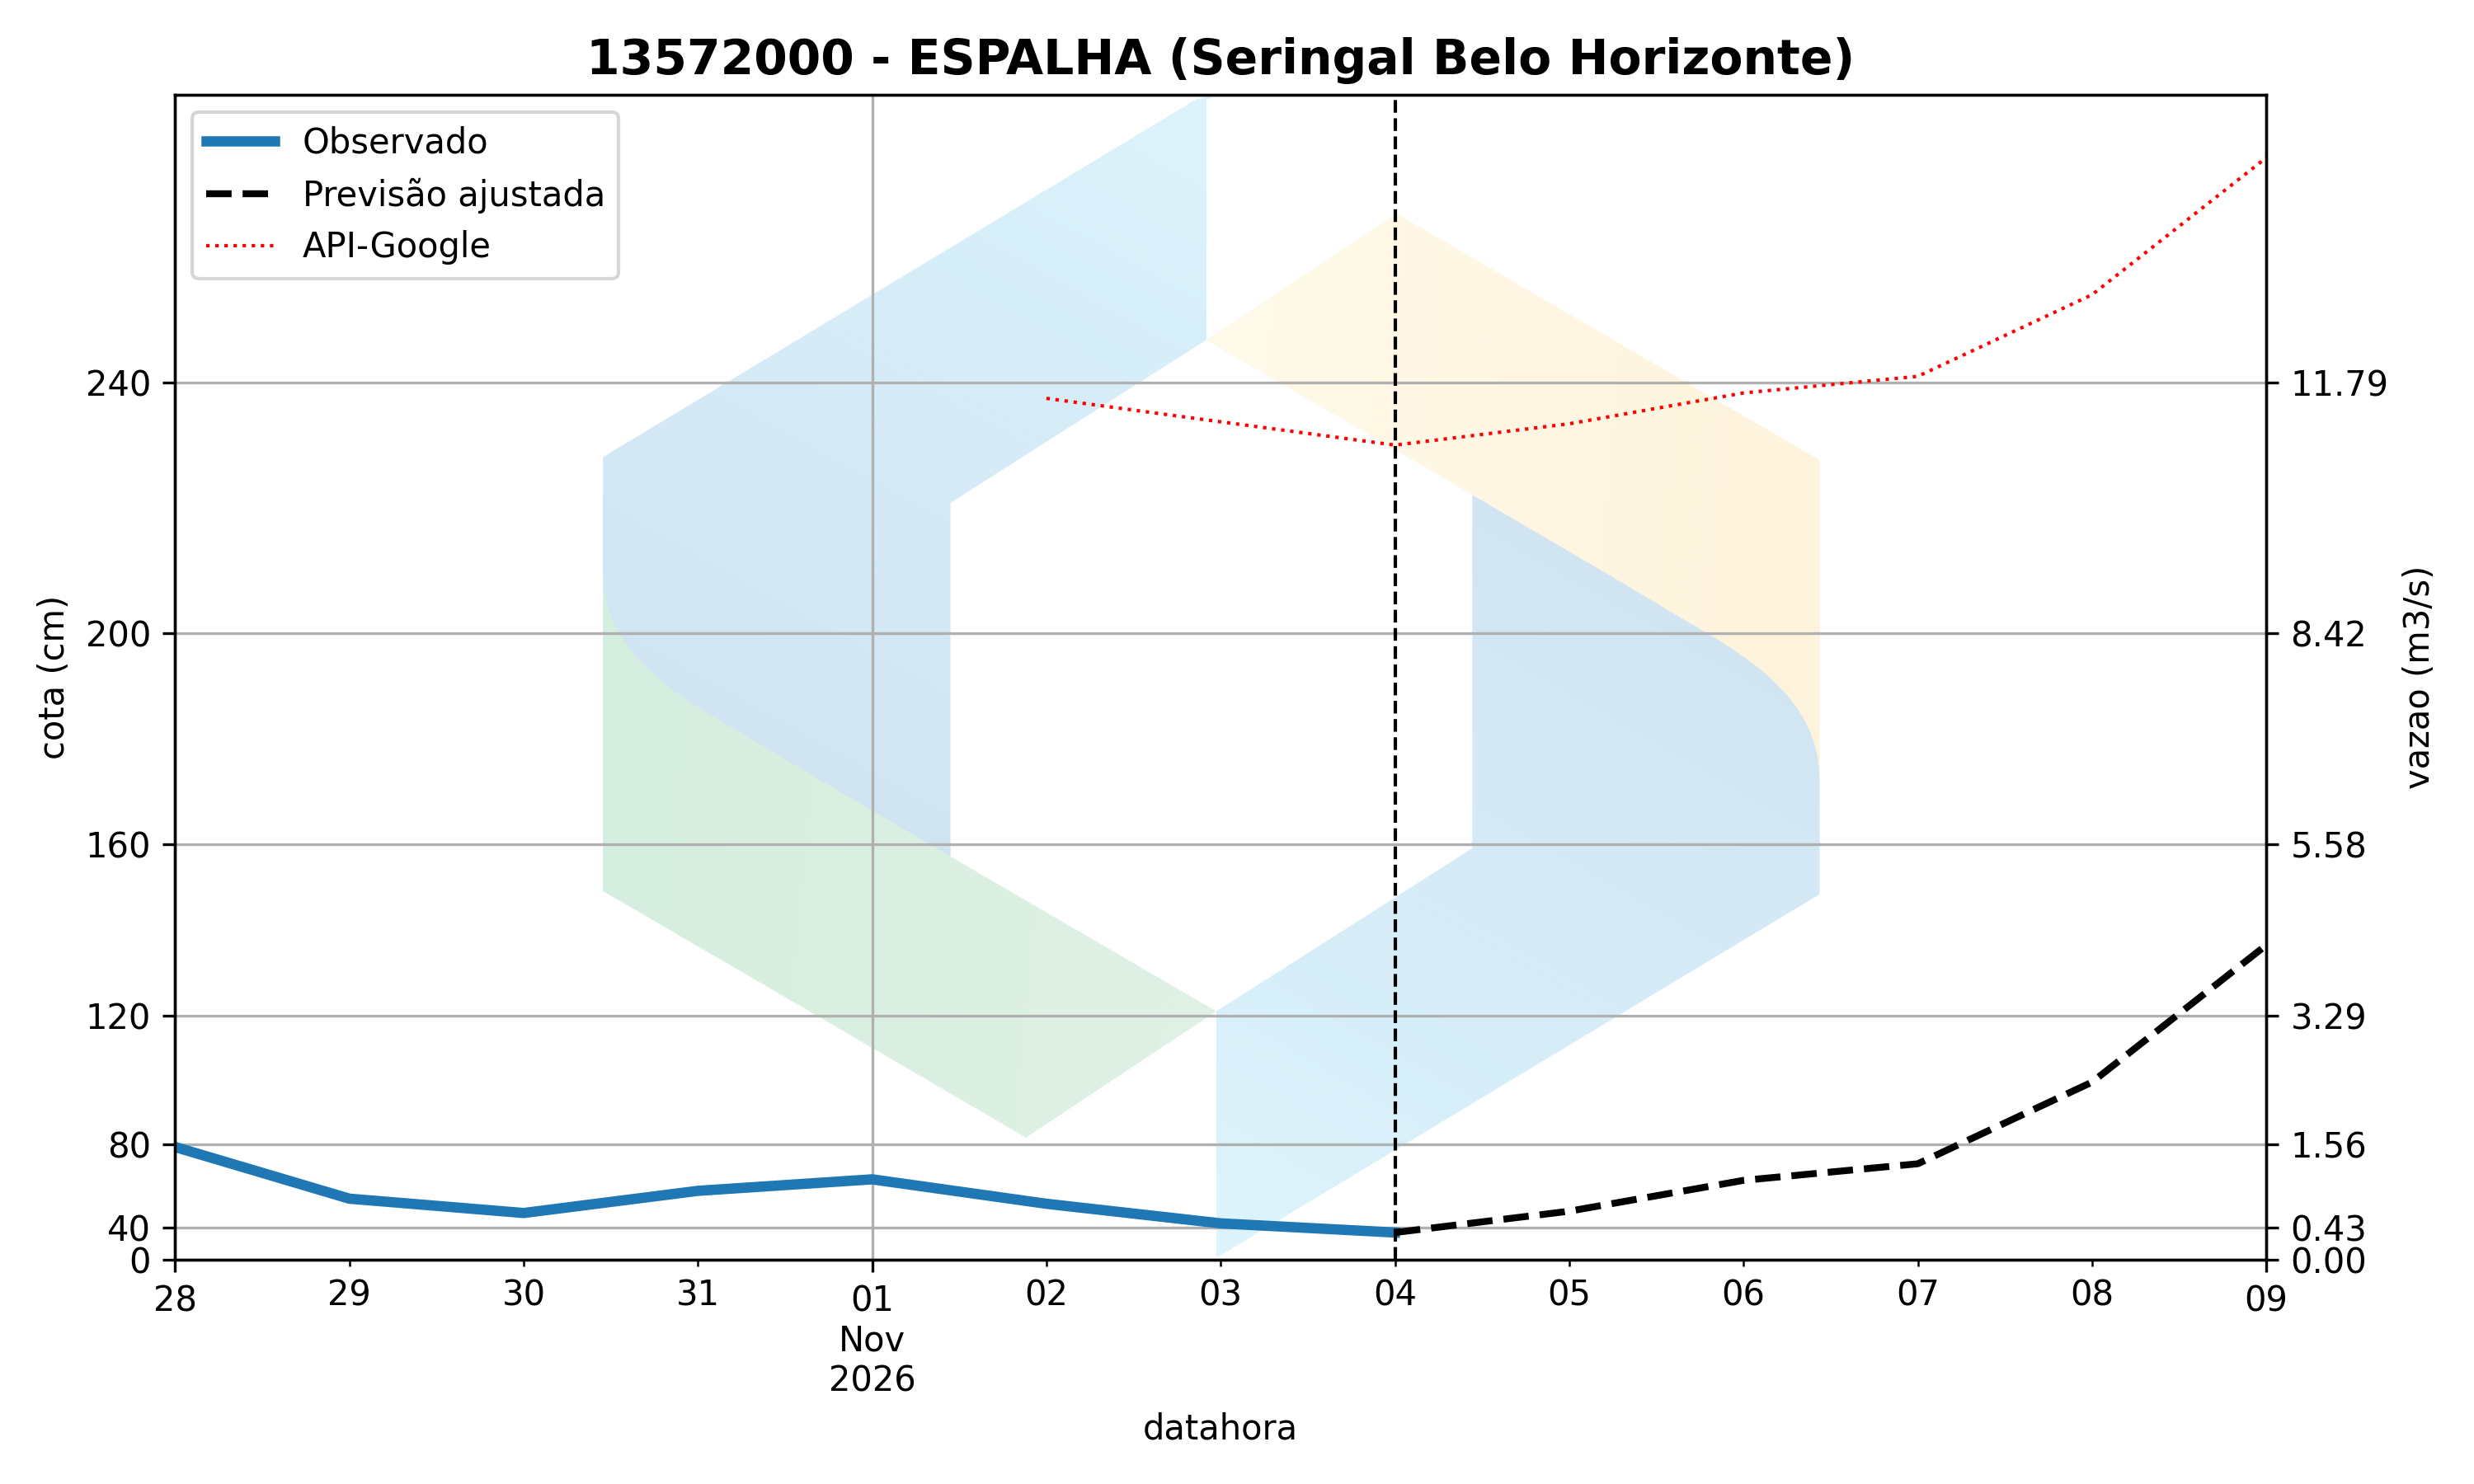 13572000 - ESPALHA (Seringal Belo Horizonte)
Observado
Previsão ajustada
API-Google
cota (cm)
240
200
160
120
80
40
0
11.79
8.42
5.58
3.29
1.56
0.43
0.00
vazao (m3/s)
28 29 30 31 01 02 03 04 05 06 07 08 09
Nov
2026
datahora